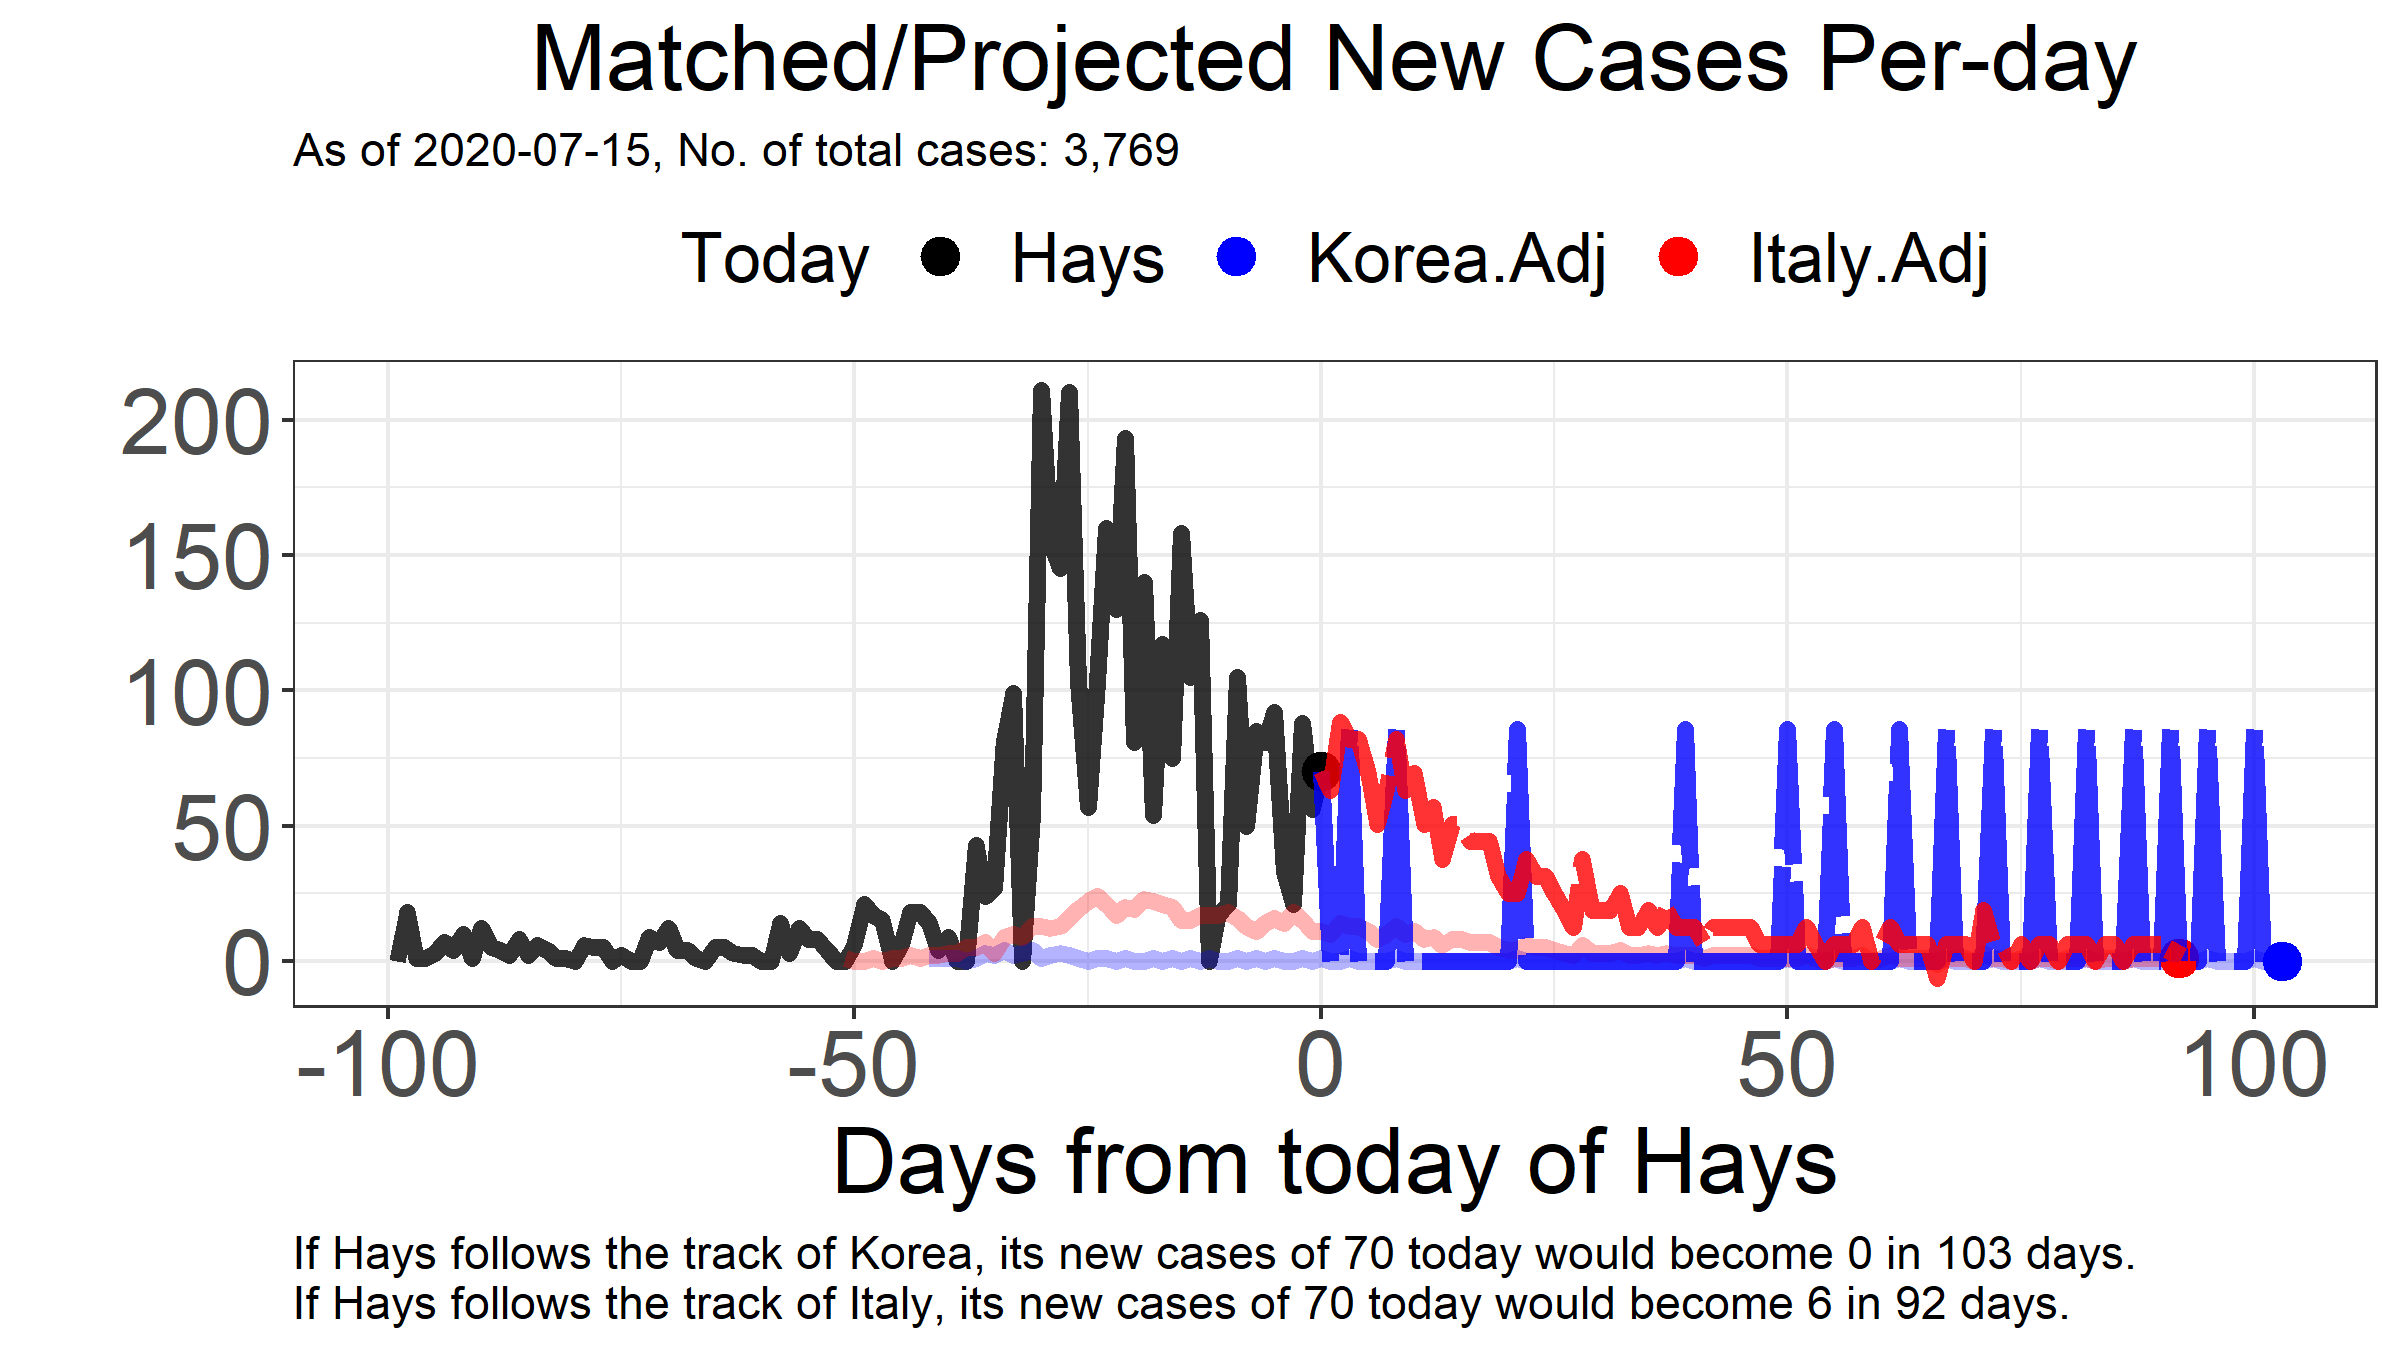 Matched/Projected New Cases Per-day
As of 2020-07-15, No. of total cases: 3,769
Today Hays Korea.Adj Italy.Adj
200
150
100
50
0
-100 -50 0 50 100
Days from today of Hays
If Hays follows the track of Korea, its new cases of 70 today would become 0 in 103 days.
If Hays follows the track of Italy, its new cases of 70 today would become 6 in 92 days.